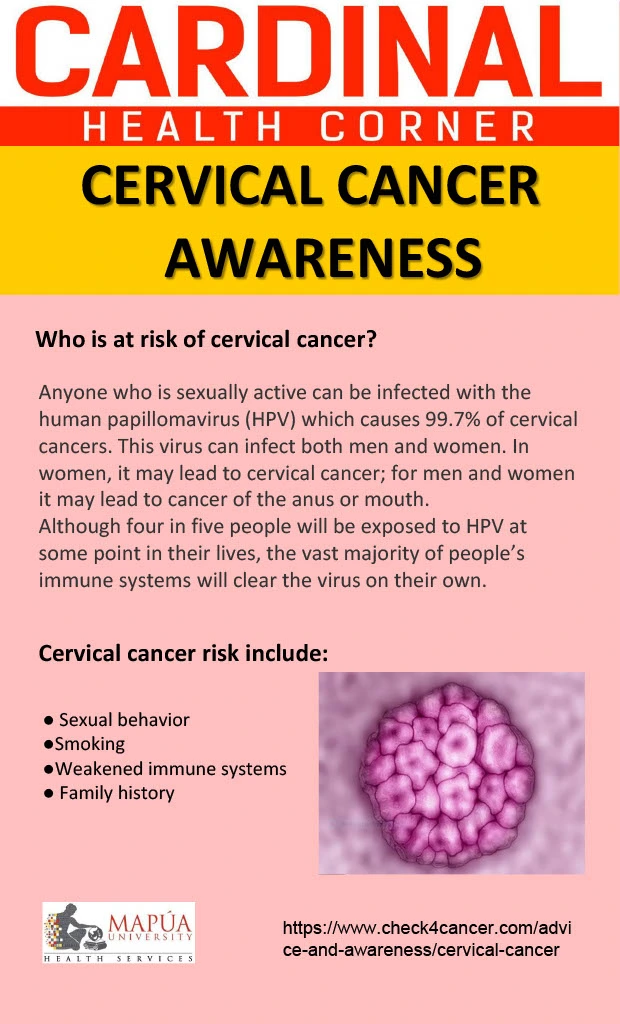 CARDINAL
HEALTH CORNER
CERVICAL CANCER
AWARENESS
Who is at risk of cervical cancer?
Anyone who is sexually active can be infected with the
human papillomavirus (HPV) which causes 99.7% of cervical
cancers. This virus can infect both men and women. In
women, it may lead to cervical cancer; for men and women
it may lead to cancer of the anus or mouth.
Although four in five people will be exposed to HPV at
some point in their lives, the vast majority of people’s
immune systems will clear the virus on their own.
Cervical cancer risk include:
● Sexual behavior
●Smoking
●Weakened immune systems
● Family history
MAPÚA
UNIVERSITY
HEALTH SERVICES
https://www.check4cancer.com/advi
ce-and-awareness/cervical-cancer